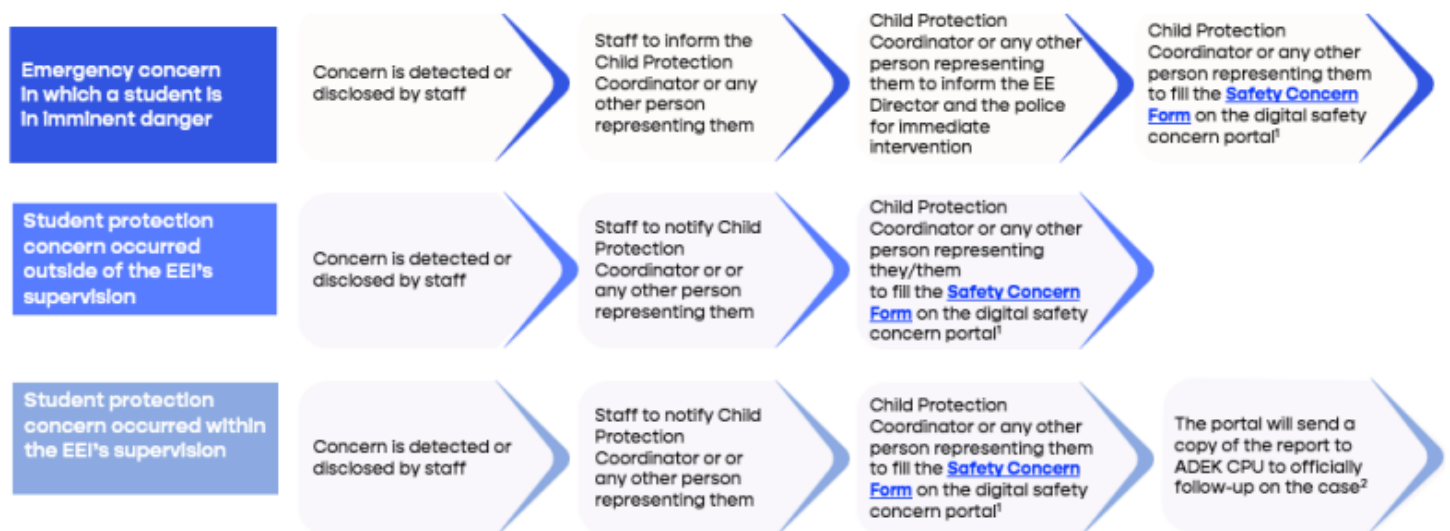 Emergency concern
in which a student is
in imminent danger
Concern is detected or
disclosed by staff
Staff to inform the
Child Protection
Coordinator or any
other person
representing them
Child Protection
Coordinator or any other
person representing
them to inform the EE
Director and the police
for immediate
intervention
Child Protection
Coordinator or any other
person representing them
to fill the Safety Concern
Form on the digital safety
concern portal¹
Student protection
concern occurred
outside of the EEI's
supervision
Concern is detected or
disclosed by staff
Staff to notify Child
Protection
Coordinator or or
any other person
representing them
Child Protection
Coordinator or any other
person representing
they/them
to fill the Safety Concern
Form on the digital safety
concern portal¹
Student protection
concern occurred within
the EEI's supervision
Concern is detected or
disclosed by staff
Staff to notify Child
Protection
Coordinator or or
any other person
representing them
Child Protection
Coordinator or any other
person representing them
to fill the Safety Concern
Form on the digital safety
concern portal¹
The portal will send a
copy of the report to
ADEK CPU to officially
follow-up on the case²